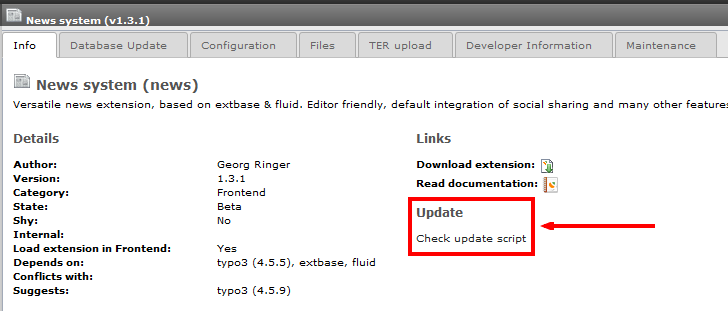 News system (v1.3.1)
Info
Database Update
Configuration
Files
TER upload
Developer Information
Maintenance
News system (news)
Versatile news extension, based on extbase & fluid. Editor friendly, default integration of social sharing and many other features
Details
Author: Georg Ringer
Version: 1.3.1
Category: Frontend
State: Beta
Shy: No
Internal:
Load extension in Frontend: Yes
Depends on: typo3 (4.5.5), extbase, fluid
Conflicts with:
Suggests: typo3 (4.5.9)
Links
Download extension:
Read documentation:
Update
Check update script